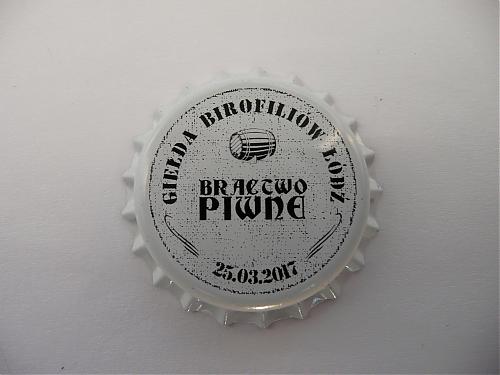 GIEŁDA BIROFILIÓW ŁÓDŹ
BRACTWO
PIWNE
25.03.2017